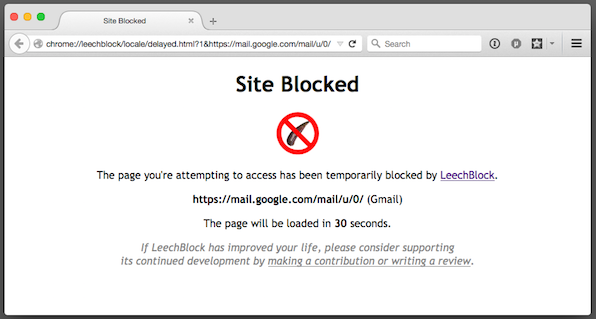 Site Blocked
chrome://leechblock/locale/delayed.html?1&https://mail.google.com/mail/u/0/
Search
Site Blocked
The page you're attempting to access has been temporarily blocked by LeechBlock.
https://mail.google.com/mail/u/0/ (Gmail)
The page will be loaded in 30 seconds.
If LeechBlock has improved your life, please consider supporting
its continued development by making a contribution or writing a review.